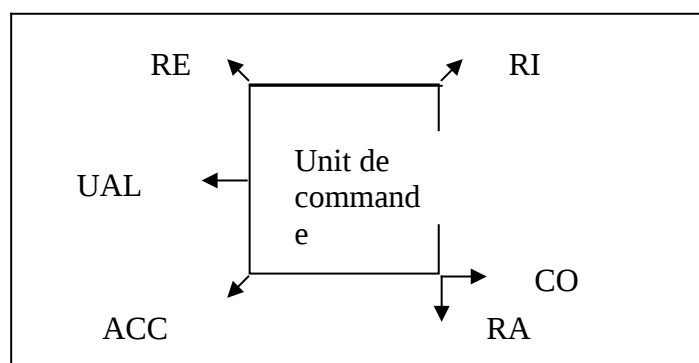 RE
RI
Unit de
command
e
UAL
CO
ACC
RA